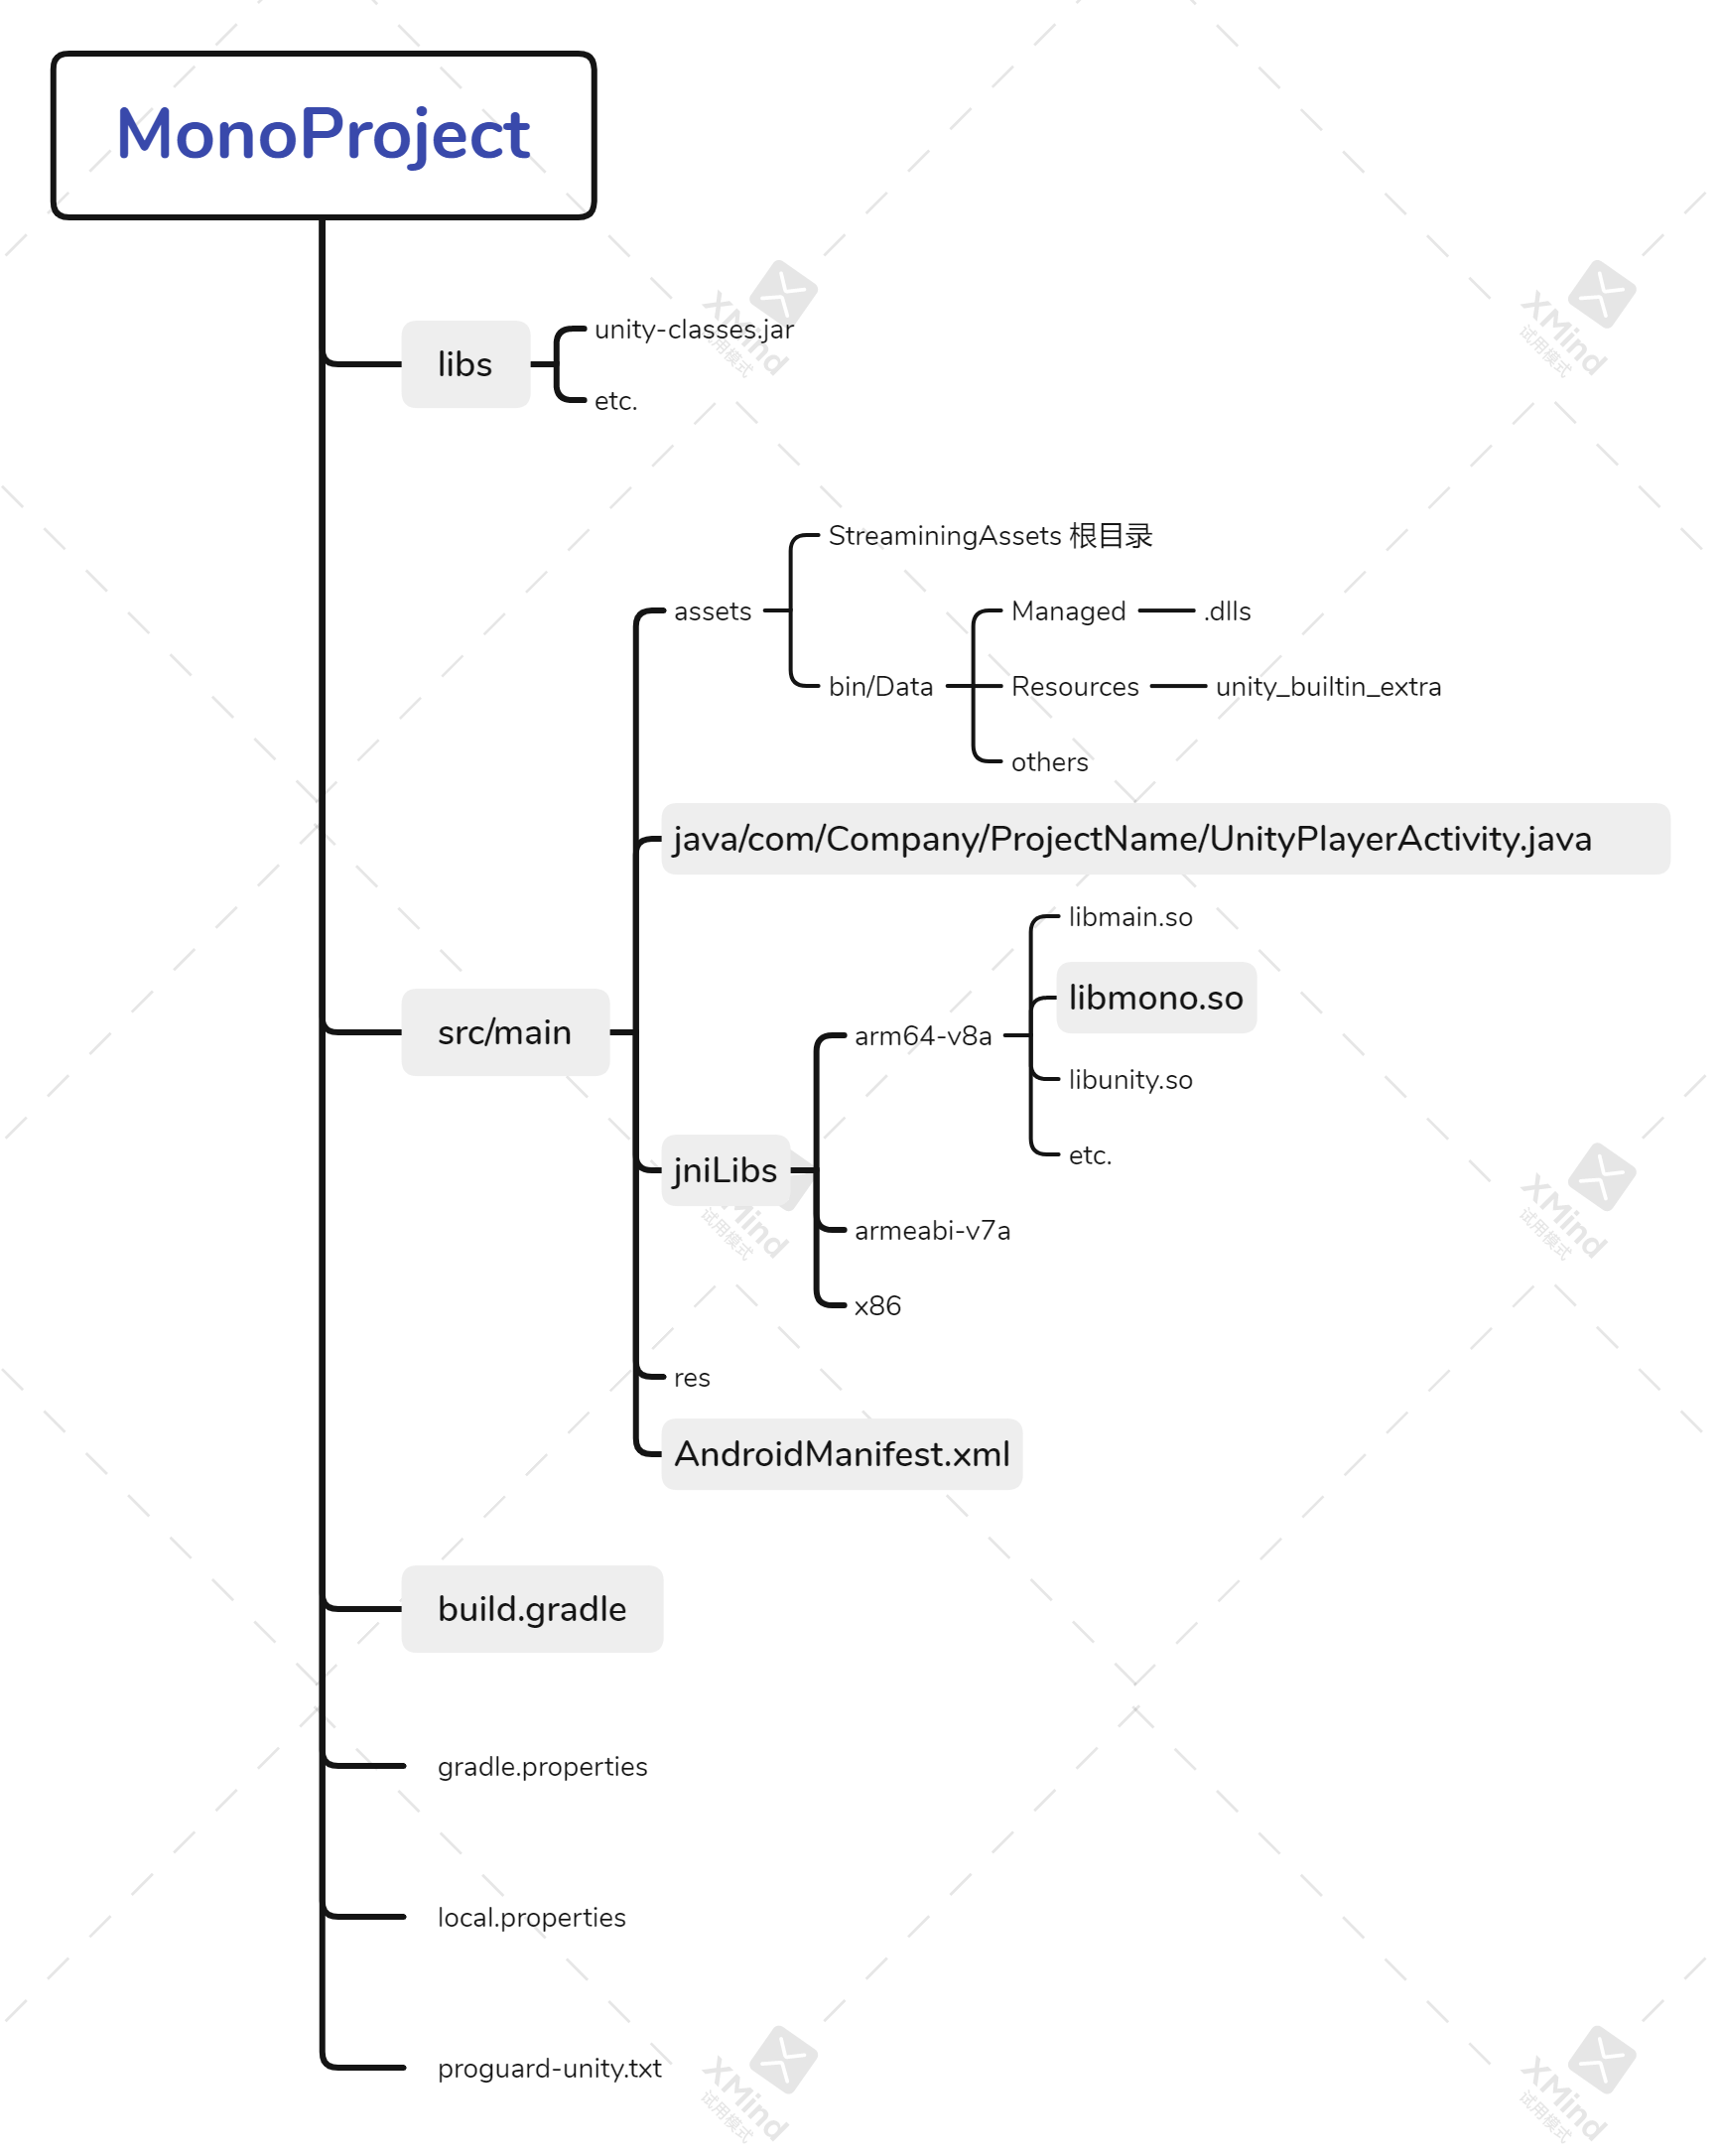 MonoProject
libs
unity-classes.jar
etc.
src/main
assets
StreaminingAssets 根目录
bin/Data
Managed
.dlls
Resources
unity_builtin_extra
others
java/com/Company/ProjectName/UnityPlayerActivity.java
jniLibs
arm64-v8a
libmain.so
libmono.so
libunity.so
etc.
armeabi-v7a
x86
res
AndroidManifest.xml
build.gradle
gradle.properties
local.properties
proguard-unity.txt
XMind
试用模式
XMind
试用模式
XMind
试用模式
XMind
试用模式
XMind
试用模式
XMind
试用模式